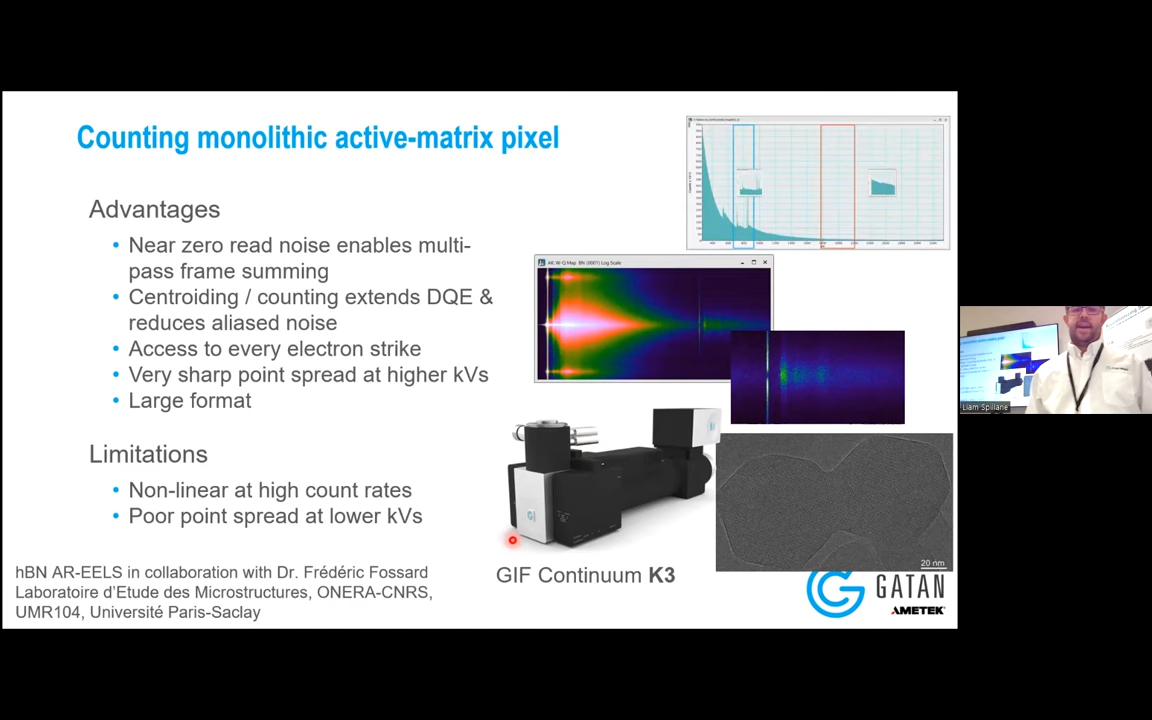 Counting monolithic active-matrix pixel
Advantages
• Near zero read noise enables multi-
pass frame summing
• Centroiding / counting extends DQE &
reduces aliased noise
• Access to every electron strike
• Very sharp point spread at higher kVs
• Large format
Limitations
• Non-linear at high count rates
• Poor point spread at lower kVs
hBN AR-EELS in collaboration with Dr. Frédéric Fossard
Laboratoire d'Etude des Microstructures, ONERA-CNRS,
UMR104, Université Paris-Saclay
BN (0001) Log Scale
GIF Continuum K3
20 nm
GATAN
AMETEK
Liam Spillane